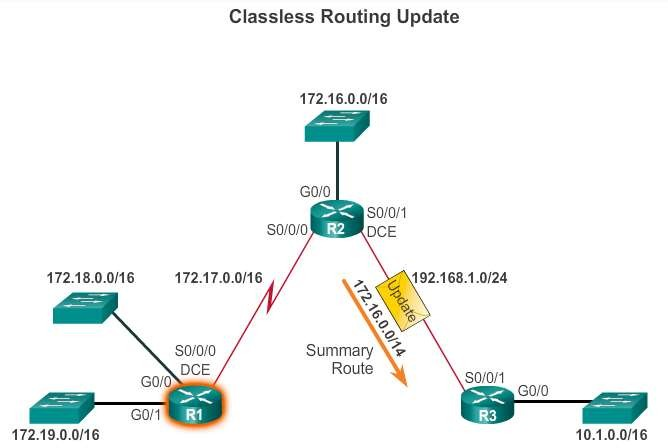 Classless Routing Update
172.16.0.0/16
G0/0
S0/0/1
S0/0/0
R2
DCE
172.18.0.0/16
172.17.0.0/16
192.168.1.0/24
Update
172.16.0.0/14
S0/0/0
DCE
Summary
Route
G0/0
S0/0/1
G0/0
G0/1
R1
R3
172.19.0.0/16
10.1.0.0/16